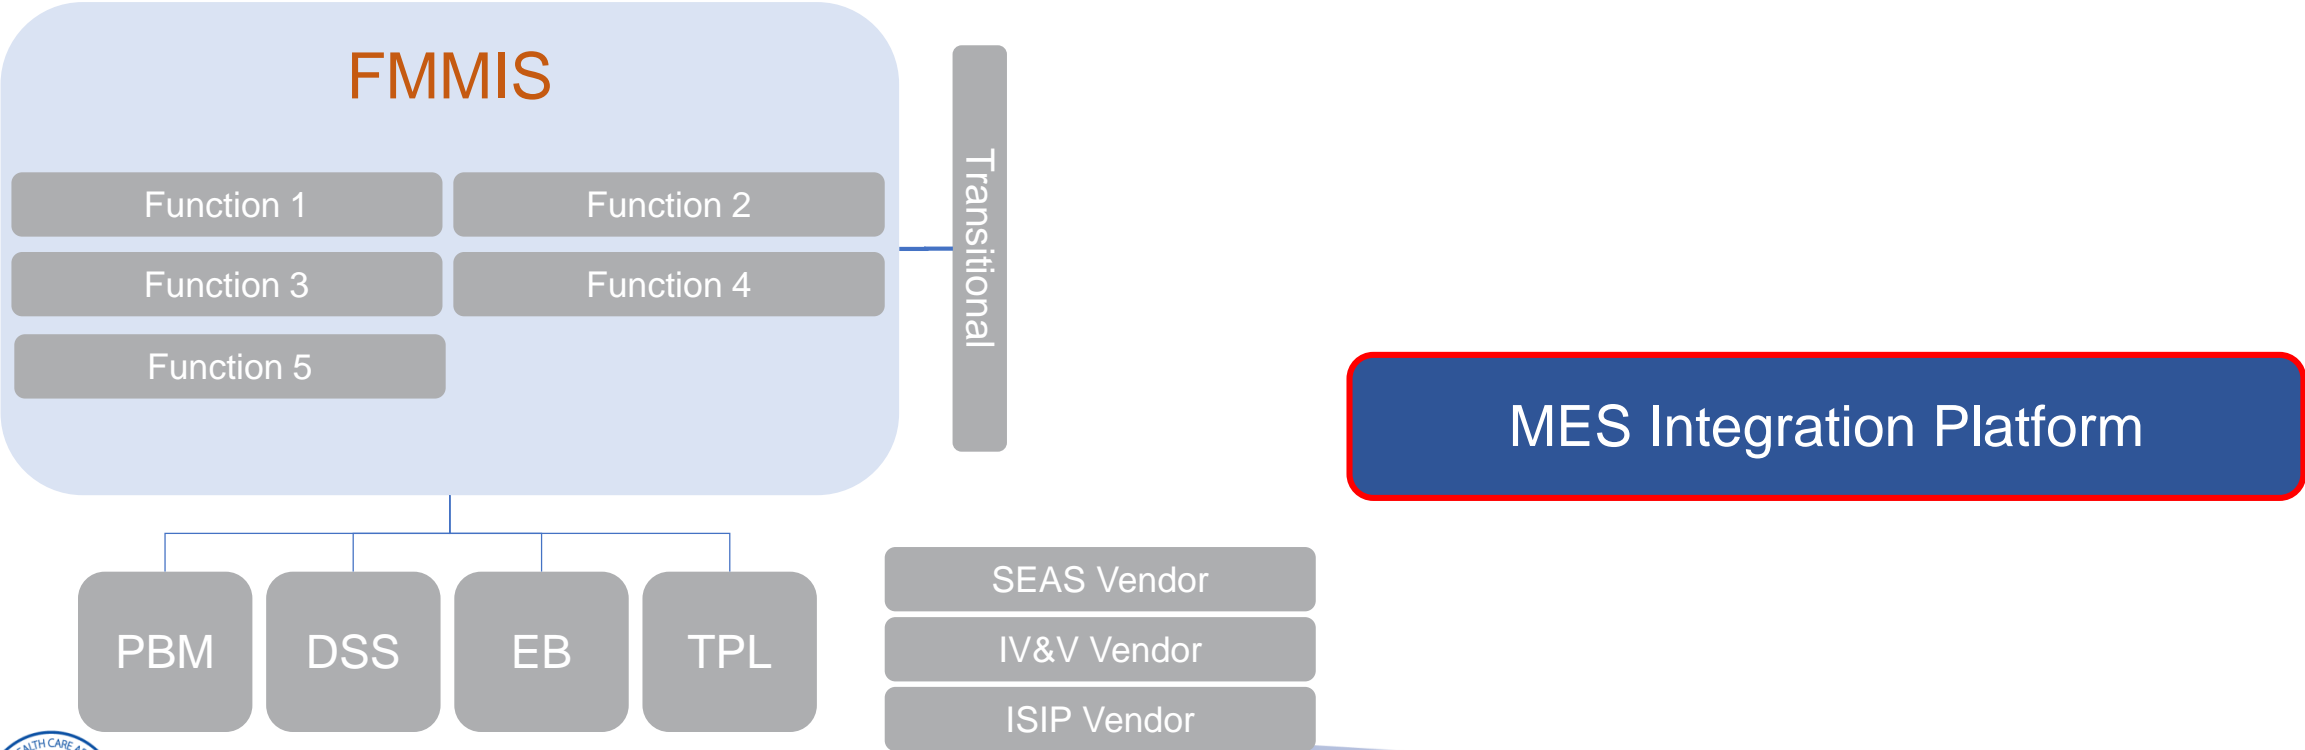 FMMIS
Function 1
Function 2
Function 3
Function 4
Function 5
Transitional
MES Integration Platform
PBM
DSS
EB
TPL
SEAS Vendor
IV&V Vendor
ISIP Vendor
CARE